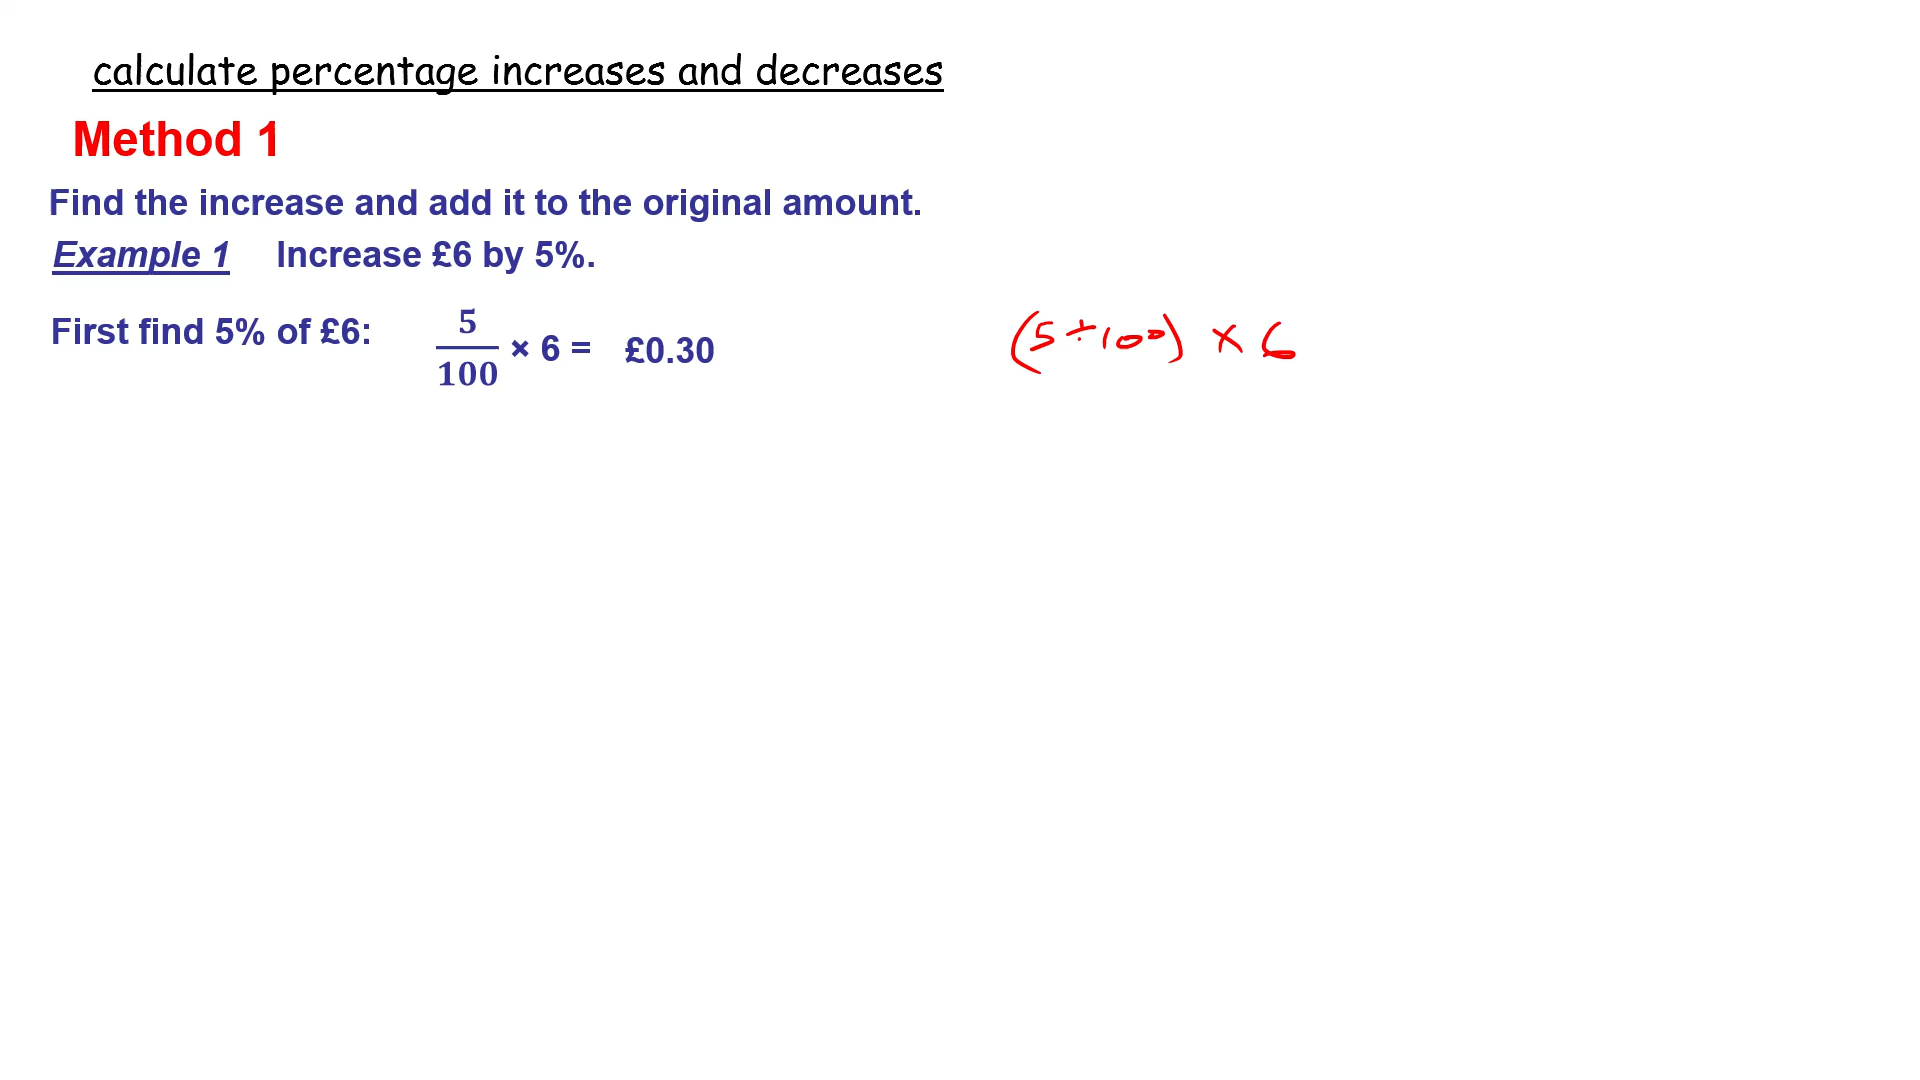 calculate percentage increases and decreases
Method 1
Find the increase and add it to the original amount.
Example 1 Increase £6 by 5%.
First find 5% of £6: 5/100 × 6 = £0.30 (5÷100) × 6